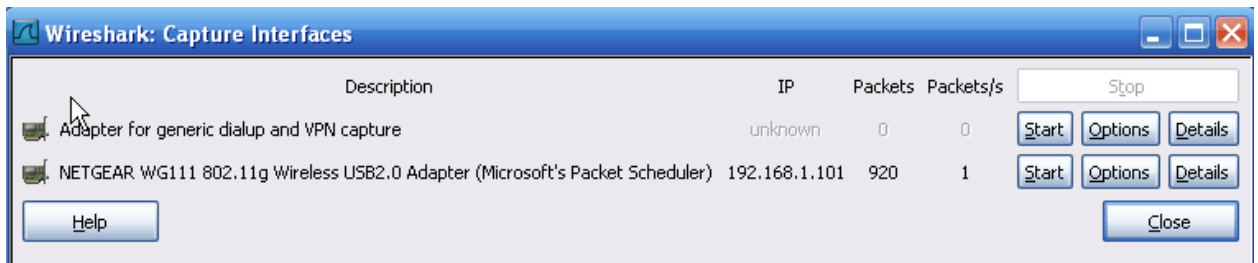 Wireshark: Capture Interfaces
Description IP Packets Packets/s Stop
Adapter for generic dialup and VPN capture unknown 0 0 Start Options Details
NETGEAR WG111 802.11g Wireless USB2.0 Adapter (Microsoft's Packet Scheduler) 192.168.1.101 920 1 Start Options Details
Help Close